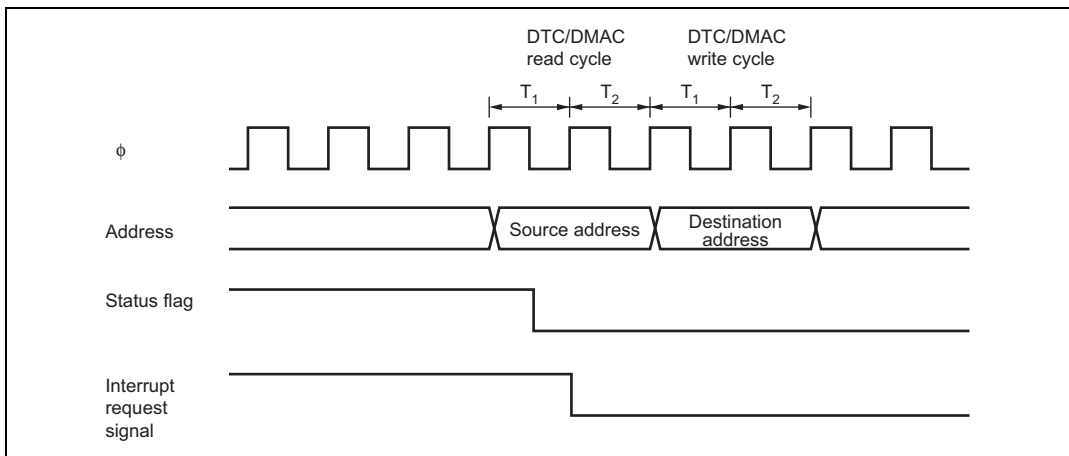 DTC/DMAC
read cycle
DTC/DMAC
write cycle
T1
T2
T1
T2
ϕ
Address
Source address
Destination
address
Status flag
Interrupt
request
signal